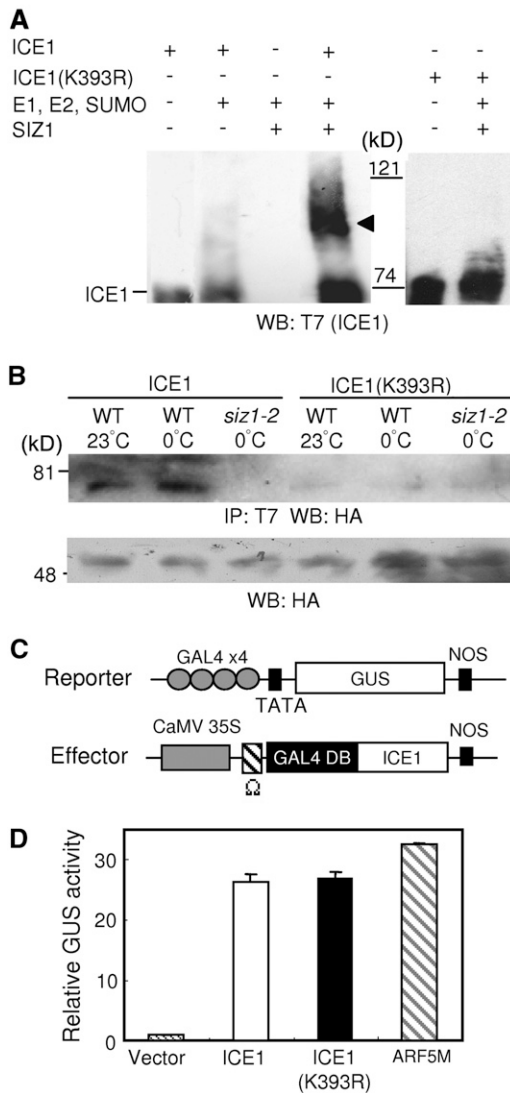 A
ICE1 + + - + - -
ICE1(K393R) - - - - + +
E1, E2, SUMO - + + + - +
SIZ1 - - + + - +
(kD)
121
74
ICE1
WB: T7 (ICE1)
B
ICE1 ICE1(K393R)
WT WT siz1-2 WT WT siz1-2
(kD) 23°C 0°C 0°C 23°C 0°C 0°C
81
IP: T7 WB: HA
48
WB: HA
C
GAL4 x4 NOS
Reporter GUS
TATA
CaMV 35S NOS
Effector GAL4 DB ICE1
Ω
D
Relative GUS activity
30
20
10
0
Vector ICE1 ICE1 ARF5M
(K393R)